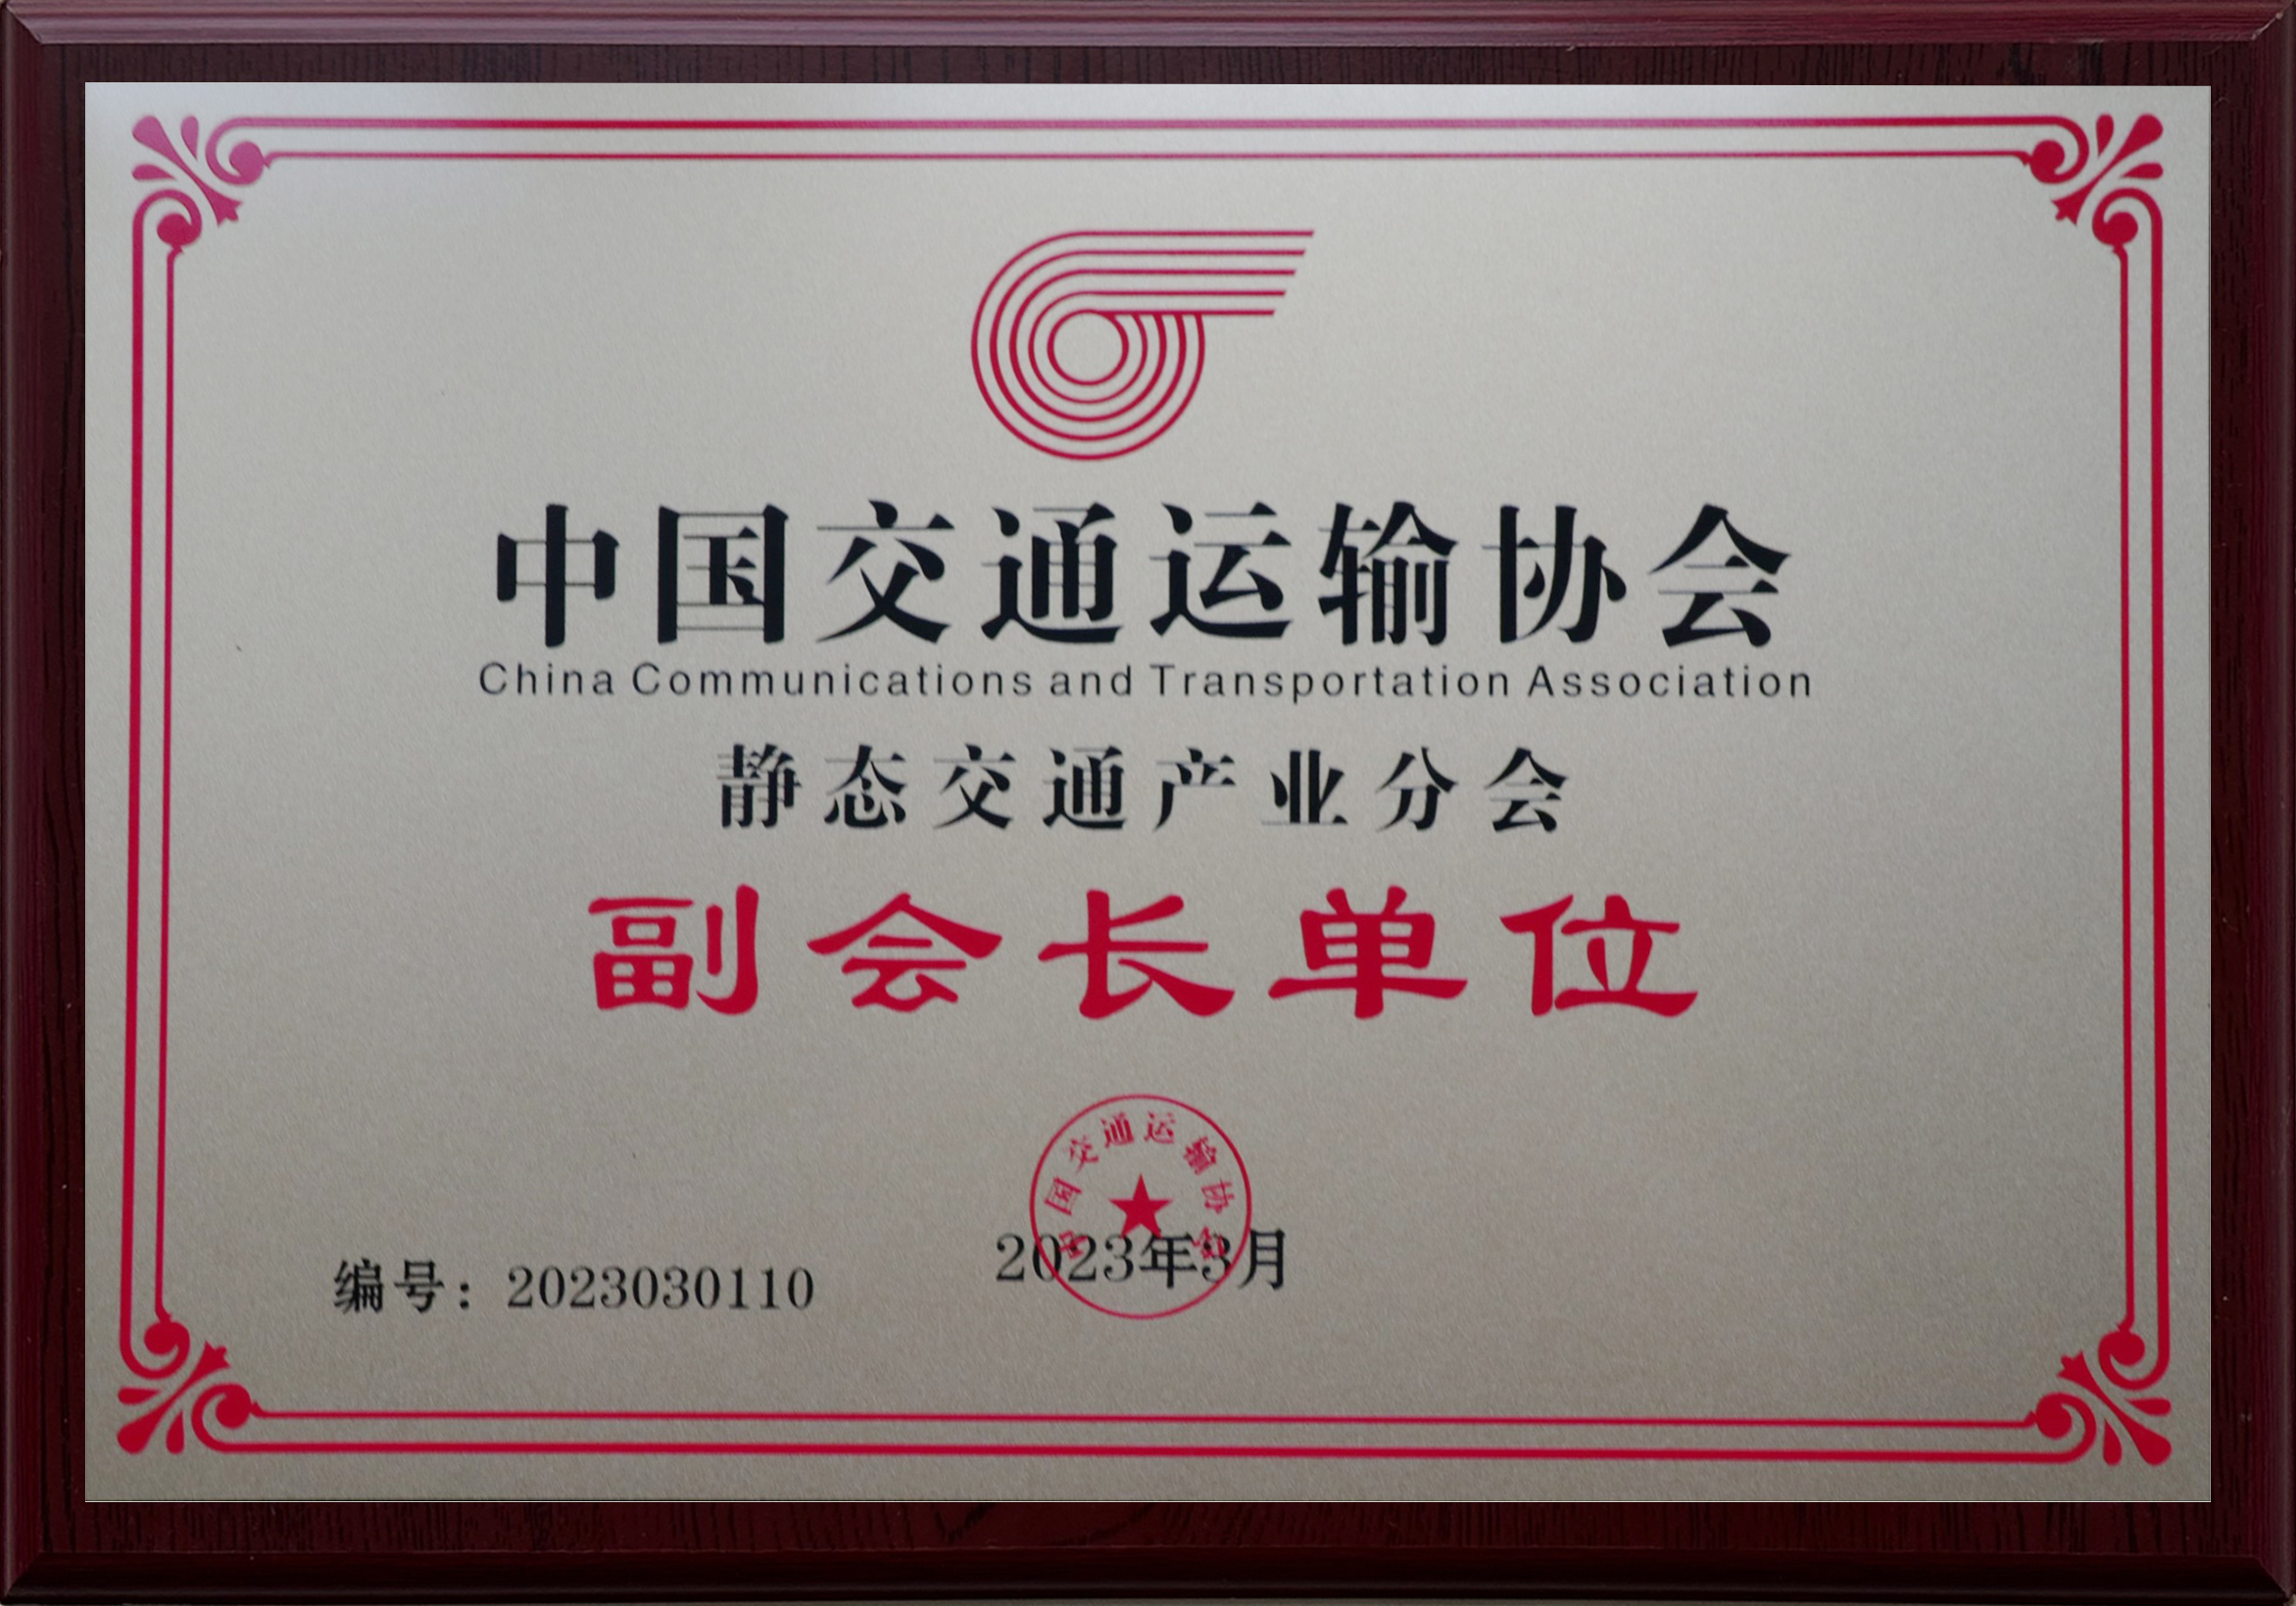 中国交通运输协会
China Communications and Transportation Association
静态交通产业分会
副会长单位
中国交通运输协会
2023年3月
编号：2023030110